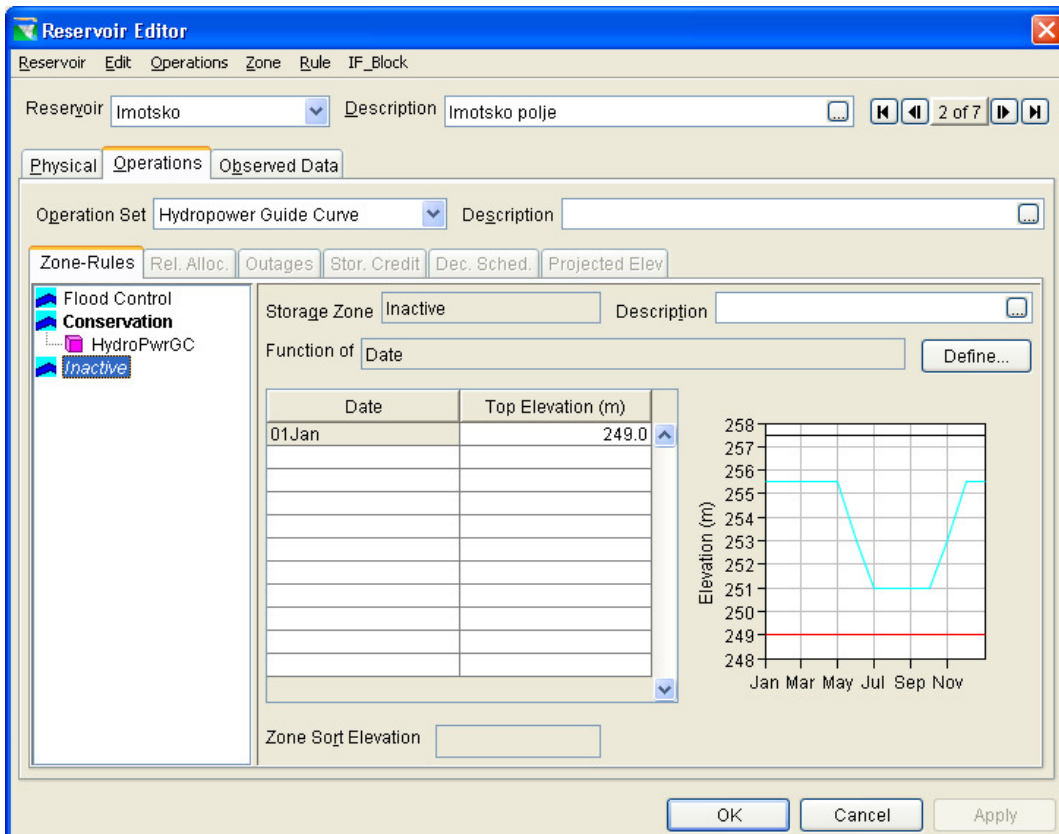 Reservoir Editor
Reservoir Edit Operations Zone Rule IF_Block
Reservoir Imotsko Description Imotsko polje ... 2 of 7
Physical Operations Observed Data
Operation Set Hydropower Guide Curve Description ...
Zone-Rules Rel. Alloc. Outages Stor. Credit Dec. Sched. Projected Elev
Flood Control
Conservation
HydroPwrGC
Inactive
Storage Zone Inactive Description ...
Function of Date Define...
Date Top Elevation (m)
01Jan 249.0
Elevation (m)
258
257
256
255
254
253
252
251
250
249
248
Jan Mar May Jul Sep Nov
Zone Sort Elevation
OK Cancel Apply